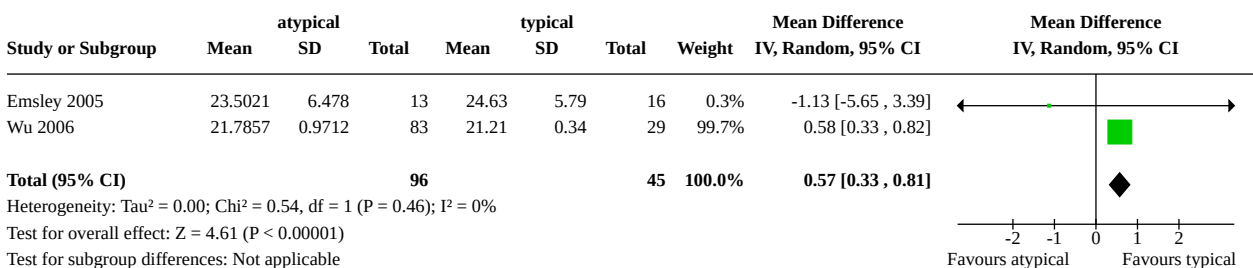 atypical typical Mean Difference Mean Difference
Study or Subgroup Mean SD Total Mean SD Total Weight IV, Random, 95% CI IV, Random, 95% CI
Emsley 2005 23.5021 6.478 13 24.63 5.79 16 0.3% -1.13 [-5.65 , 3.39]
Wu 2006 21.7857 0.9712 83 21.21 0.34 29 99.7% 0.58 [0.33 , 0.82]
Total (95% CI) 96 45 100.0% 0.57 [0.33 , 0.81]
Heterogeneity: Tau² = 0.00; Chi² = 0.54, df = 1 (P = 0.46); I² = 0%
Test for overall effect: Z = 4.61 (P < 0.00001)
-2 -1 0 1 2
Test for subgroup differences: Not applicable Favours atypical Favours typical